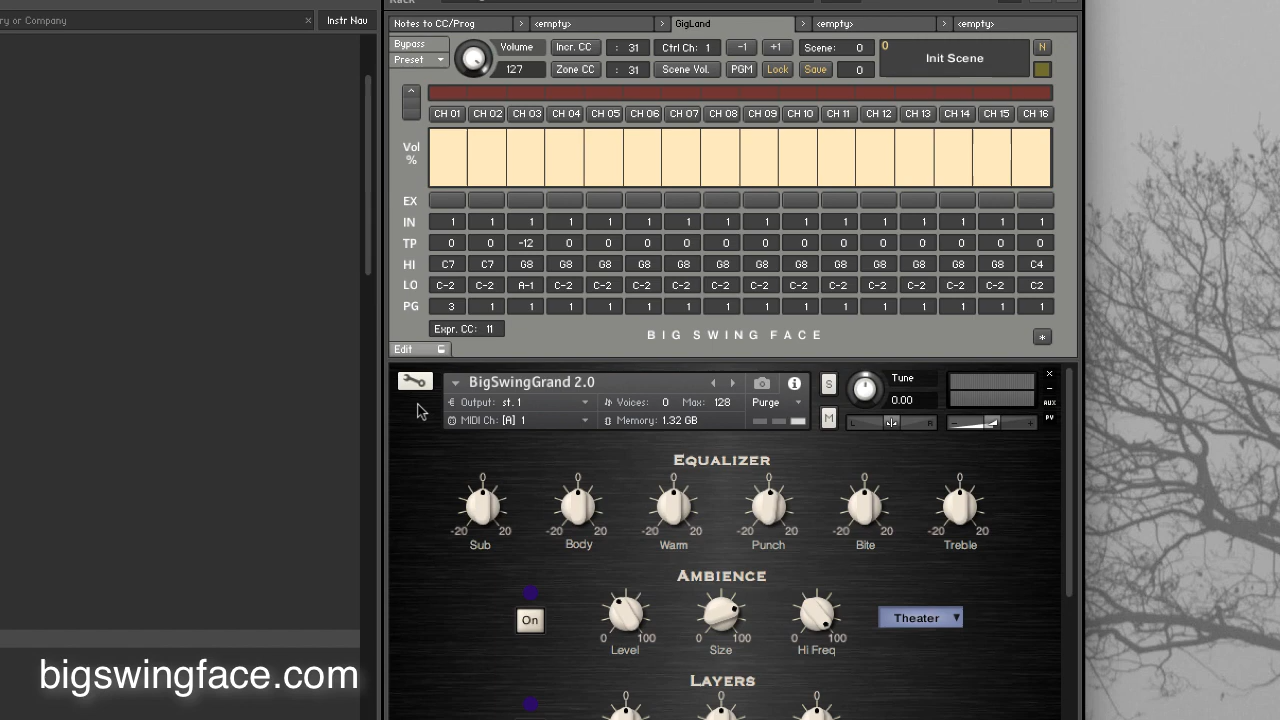 ry or Company × Instr Nav
Notes to CC/Prog > <empty> > GigLand > <empty> > <empty>
Bypass
Preset
Volume Incr. CC : 31 Ctrl Ch: 1 -1 +1 Scene: 0 0 Init Scene N
127 Zone CC : 31 Scene Vol. PGM Lock Save 0
CH 01 CH 02 CH 03 CH 04 CH 05 CH 06 CH 07 CH 08 CH 09 CH 10 CH 11 CH 12 CH 13 CH 14 CH 15 CH 16
Vol
%
EX
IN 1 1 1 1 1 1 1 1 1 1 1 1 1 1 1 1
TP 0 0 -12 0 0 0 0 0 0 0 0 0 0 0 0 0
HI C7 C7 G8 G8 G8 G8 G8 G8 G8 G8 G8 G8 G8 G8 G8 C4
LO C-2 C-2 A-1 C-2 C-2 C-2 C-2 C-2 C-2 C-2 C-2 C-2 C-2 C-2 C-2 C2
PG 3 1 1 1 1 1 1 1 1 1 1 1 1 1 1 1
Expr. CC: 11
BIG SWING FACE *
Edit
BigSwingGrand 2.0 i S Tune ×
Output: st. 1 Voices: 0 Max: 128 Purge 0.00 AUX
MIDI Ch: [A] 1 Memory: 1.32 GB M L R - + PV
EQUALIZER
0 0 0 0 0 0
-20 20 -20 20 -20 20 -20 20 -20 20 -20 20
Sub Body Warm Punch Bite Treble
AMBIENCE
On Theater
0 100 0 100 0 100
Level Size Hi Freq
LAYERS
0 0 0
bigswingface.com